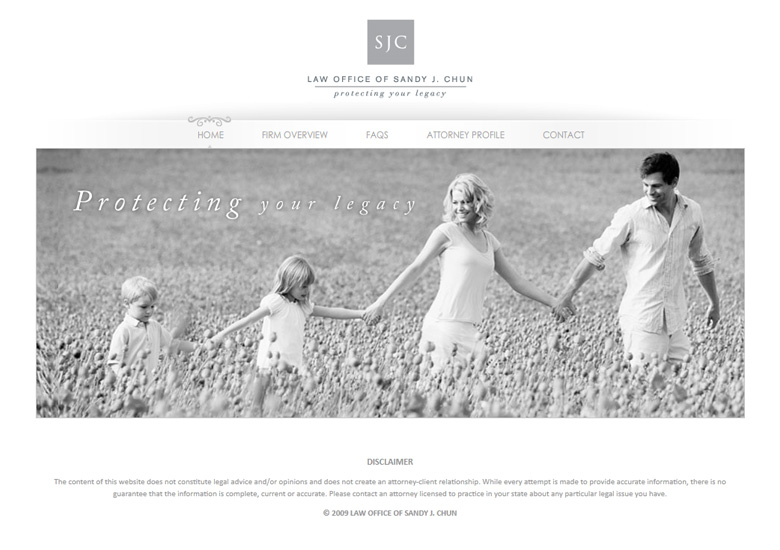 SJC
LAW OFFICE OF SANDY J. CHUN
protecting your legacy
HOME FIRM OVERVIEW FAQS ATTORNEY PROFILE CONTACT
Protecting your legacy
DISCLAIMER
The content of this website does not constitute legal advice and/or opinions and does not create an attorney-client relationship. While every attempt is made to provide accurate information, there is no
guarantee that the information is complete, current or accurate. Please contact an attorney licensed to practice in your state about any particular legal issue you have.
© 2009 LAW OFFICE OF SANDY J. CHUN